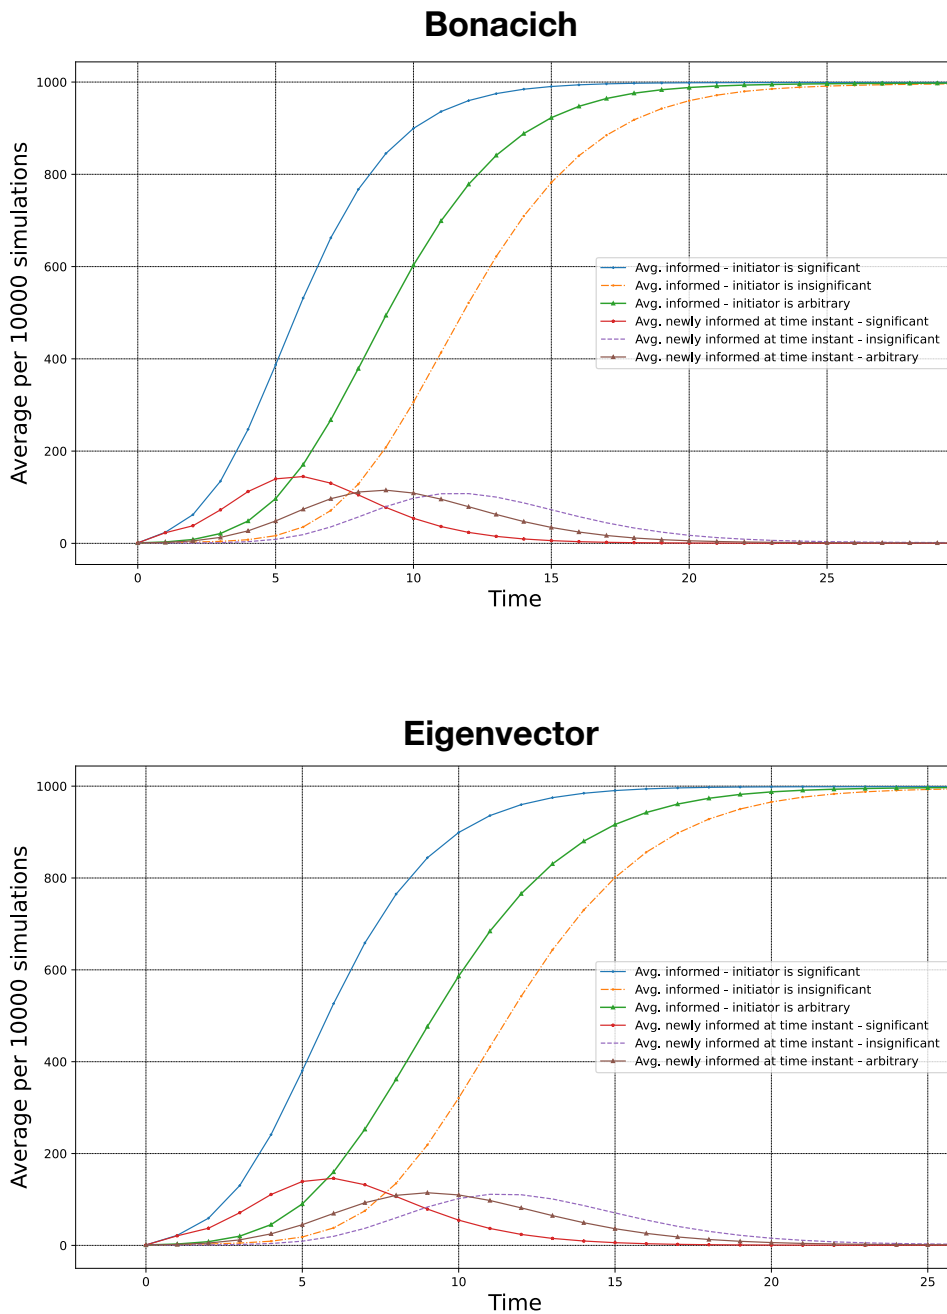 Bonacich
1000
800
600
400
200
0
Average per 10000 simulations
Avg. informed - initiator is significant
Avg. informed - initiator is insignificant
Avg. informed - initiator is arbitrary
Avg. newly informed at time instant - significant
Avg. newly informed at time instant - insignificant
Avg. newly informed at time instant - arbitrary
0 5 10 15 20 25
Time
Eigenvector
1000
800
600
400
200
0
Average per 10000 simulations
Avg. informed - initiator is significant
Avg. informed - initiator is insignificant
Avg. informed - initiator is arbitrary
Avg. newly informed at time instant - significant
Avg. newly informed at time instant - insignificant
Avg. newly informed at time instant - arbitrary
0 5 10 15 20 25
Time